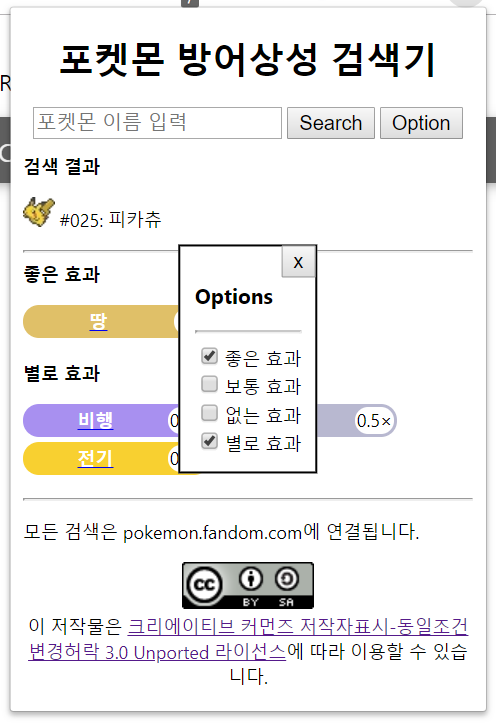 포켓몬 방어상성 검색기
포켓몬 이름 입력
Search
Option
검색 결과
#025: 피카츄
x
Options
좋은 효과
보통 효과
없는 효과
별로 효과
좋은 효과
땅
별로 효과
비행
0.5×
전기
모든 검색은 pokemon.fandom.com에 연결됩니다.
cc
BY SA
이 저작물은 크리에이티브 커먼즈 저작자표시-동일조건
변경허락 3.0 Unported 라이선스에 따라 이용할 수 있습
니다.